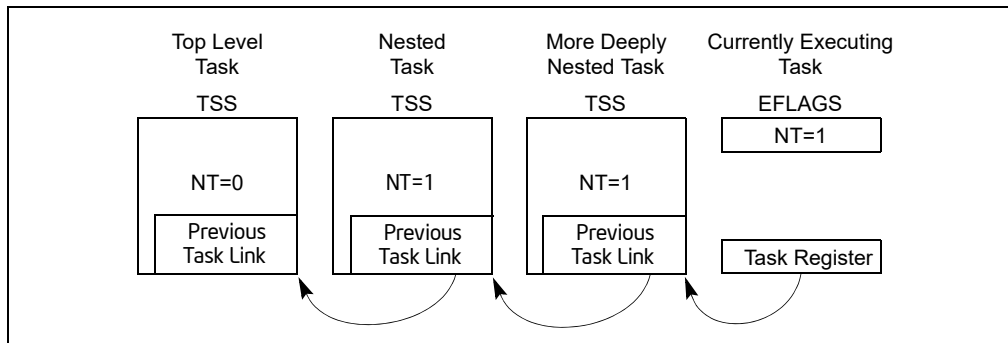 Top Level
Task
Nested
Task
More Deeply
Nested Task
Currently Executing
Task
TSS
TSS
TSS
EFLAGS
NT=1
NT=0
NT=1
NT=1
Previous
Task Link
Previous
Task Link
Previous
Task Link
Task Register